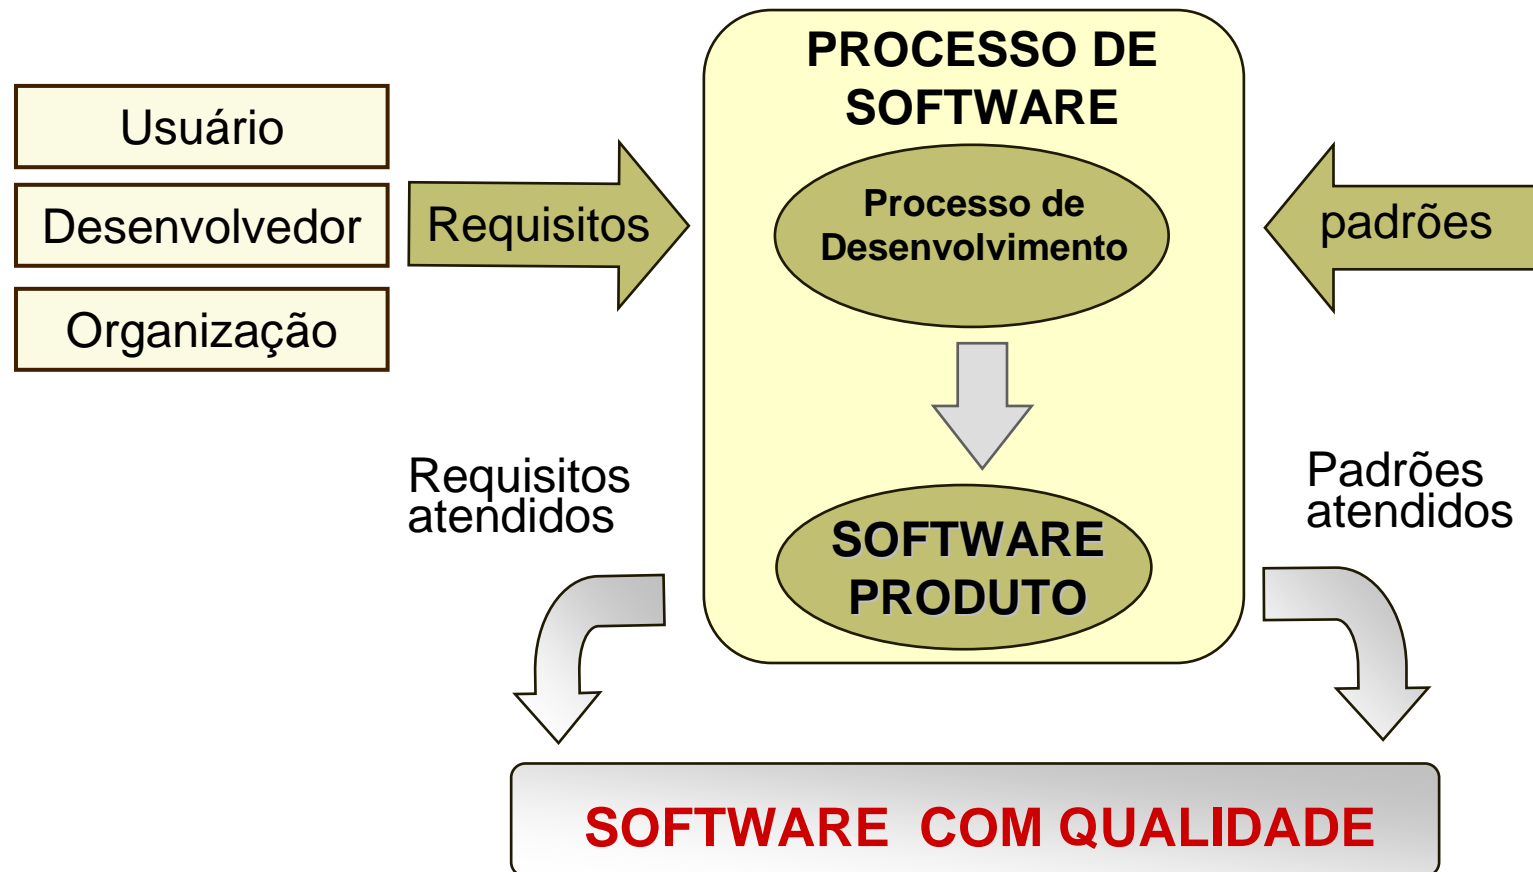 PROCESSO DE
SOFTWARE
Usuário
Desenvolvedor
Organização
Requisitos
Processo de
Desenvolvimento
padrões
Requisitos
atendidos
SOFTWARE
PRODUTO
Padrões
atendidos
SOFTWARE COM QUALIDADE